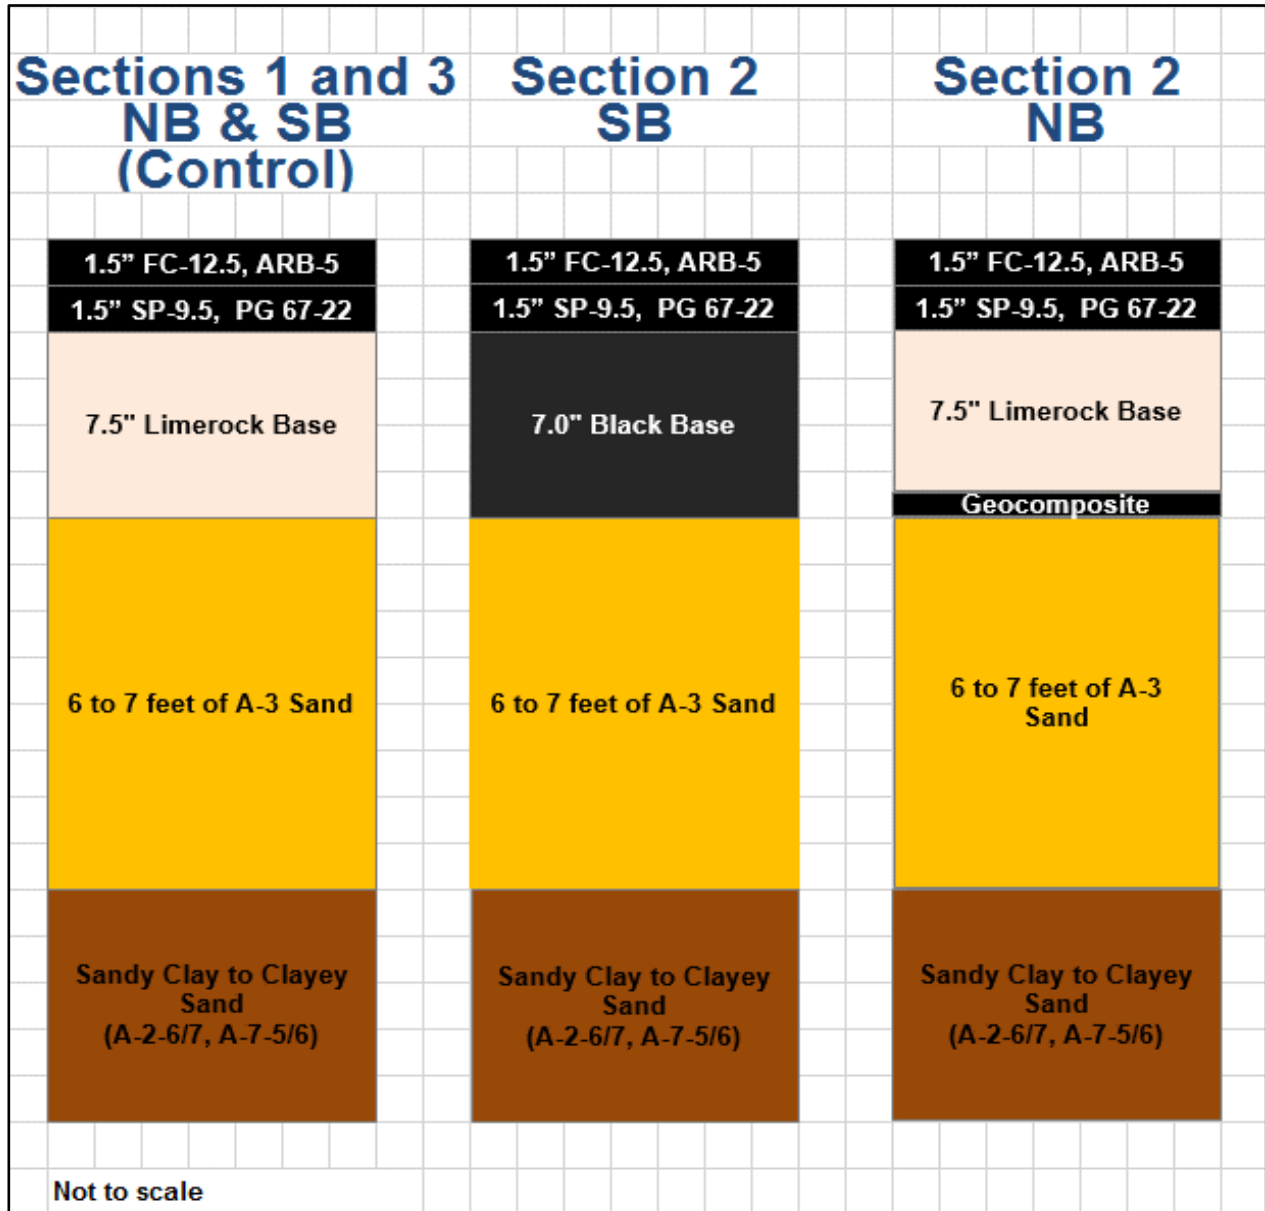 Sections 1 and 3
NB & SB
(Control)
1.5” FC-12.5, ARB-5
1.5” SP-9.5, PG 67-22
7.5" Limerock Base
6 to 7 feet of A-3 Sand
Sandy Clay to Clayey
Sand
(A-2-6/7, A-7-5/6)
Section 2
SB
1.5” FC-12.5, ARB-5
1.5” SP-9.5, PG 67-22
7.0" Black Base
6 to 7 feet of A-3 Sand
Sandy Clay to Clayey
Sand
(A-2-6/7, A-7-5/6)
Section 2
NB
1.5” FC-12.5, ARB-5
1.5” SP-9.5, PG 67-22
7.5" Limerock Base
Geocomposite
6 to 7 feet of A-3
Sand
Sandy Clay to Clayey
Sand
(A-2-6/7, A-7-5/6)
Not to scale